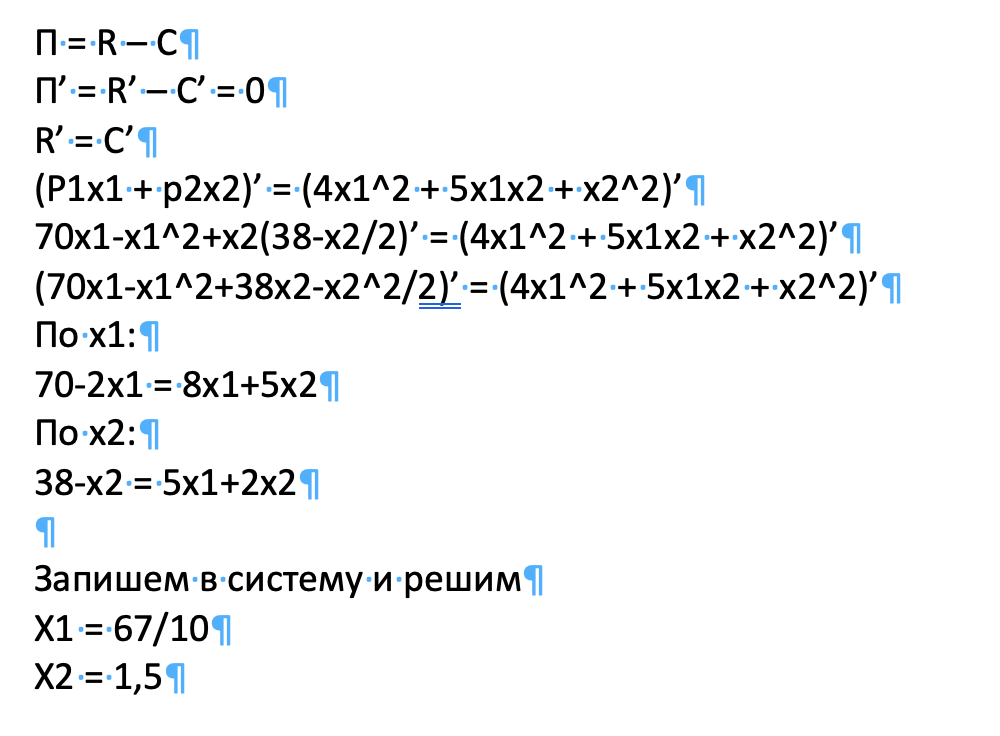 П = R – C¶
П’ = R’ – C’ = 0¶
R’ = C’¶
(P1x1 + p2x2)’ = (4x1^2 + 5x1x2 + x2^2)’¶
70x1-x1^2+x2(38-x2/2)’ = (4x1^2 + 5x1x2 + x2^2)’¶
(70x1-x1^2+38x2-x2^2/2)’ = (4x1^2 + 5x1x2 + x2^2)’¶
По x1:¶
70-2x1 = 8x1+5x2¶
По x2:¶
38-x2 = 5x1+2x2¶
¶
Запишем в систему и решим¶
X1 = 67/10¶
X2 = 1,5¶